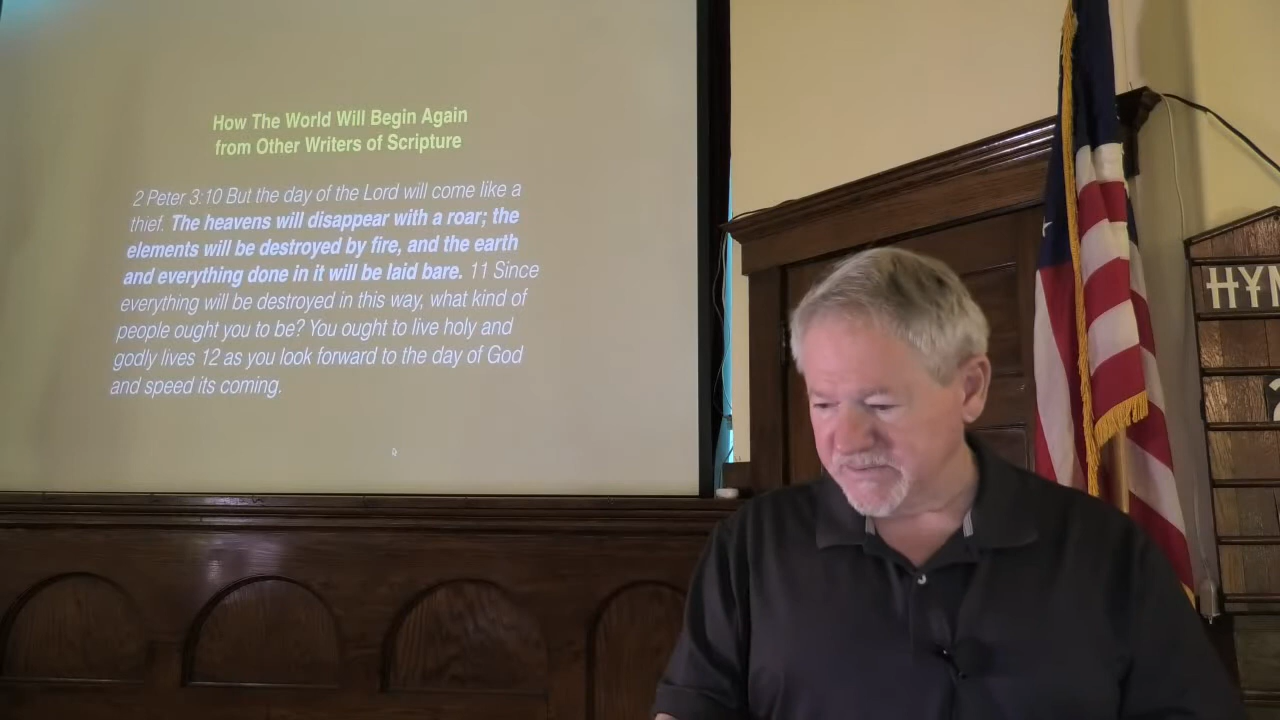 How The World Will Begin Again
from Other Writers of Scripture
2 Peter 3:10 But the day of the Lord will come like a
thief. The heavens will disappear with a roar; the
elements will be destroyed by fire, and the earth
and everything done in it will be laid bare. 11 Since
everything will be destroyed in this way, what kind of
people ought you to be? You ought to live holy and
godly lives 12 as you look forward to the day of God
and speed its coming.